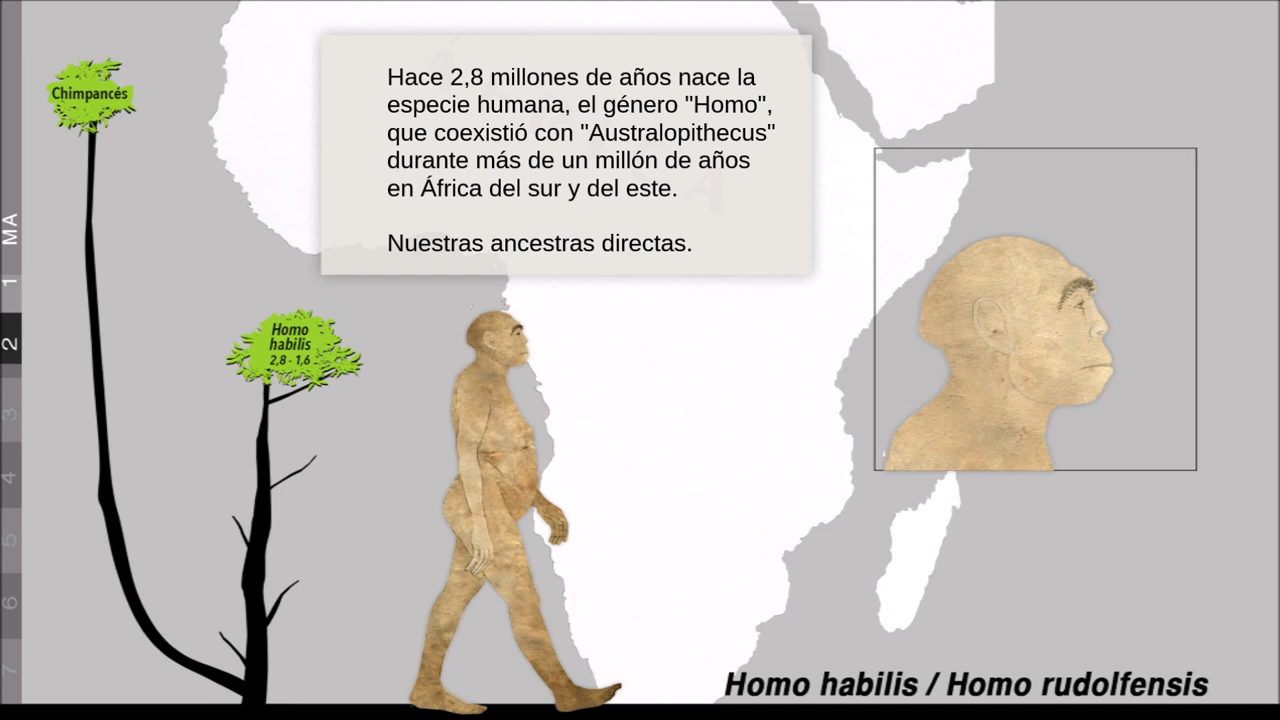 Chimpancés
Hace 2,8 millones de años nace la
especie humana, el género "Homo",
que coexistió con "Australopithecus"
durante más de un millón de años
en África del sur y del este.
Nuestras ancestras directas.
MA
1
2
3
4
5
6
7
Homo
habilis
2,8 - 1,6
Homo habilis / Homo rudolfensis